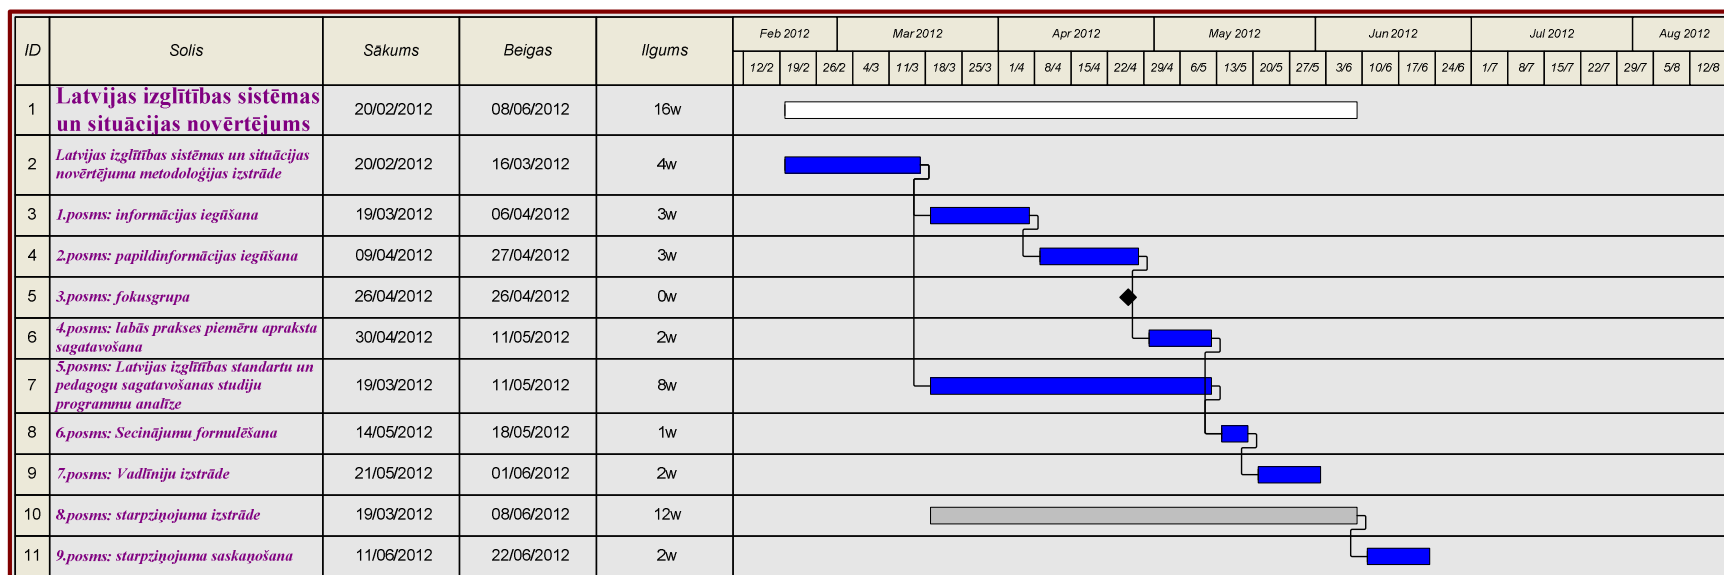 ID Solis Sākums Beigas Ilgums Feb 2012 Mar 2012 Apr 2012 May 2012 Jun 2012 Jul 2012 Aug 2012
12/2 19/2 26/2 4/3 11/3 18/3 25/3 1/4 8/4 15/4 22/4 29/4 6/5 13/5 20/5 27/5 3/6 10/6 17/6 24/6 1/7 8/7 15/7 22/7 29/7 5/8 12/8
1 Latvijas izglītības sistēmas
un situācijas novērtējums 20/02/2012 08/06/2012 16w
2 Latvijas izglītības sistēmas un situācijas
novērtējuma metodoloģijas izstrāde 20/02/2012 16/03/2012 4w
3 1.posms: informācijas iegūšana 19/03/2012 06/04/2012 3w
4 2.posms: papildinformācijas iegūšana 09/04/2012 27/04/2012 3w
5 3.posms: fokusgrupa 26/04/2012 26/04/2012 0w
6 4.posms: labās prakses piemēru apraksta
sagatavošana 30/04/2012 11/05/2012 2w
7 5.posms: Latvijas izglītības standartu un
pedagogu sagatavošanas studiju
programmu analīze 19/03/2012 11/05/2012 8w
8 6.posms: Secinājumu formulēšana 14/05/2012 18/05/2012 1w
9 7.posms: Vadlīniju izstrāde 21/05/2012 01/06/2012 2w
10 8.posms: starpziņojuma izstrāde 19/03/2012 08/06/2012 12w
11 9.posms: starpziņojuma saskaņošana 11/06/2012 22/06/2012 2w